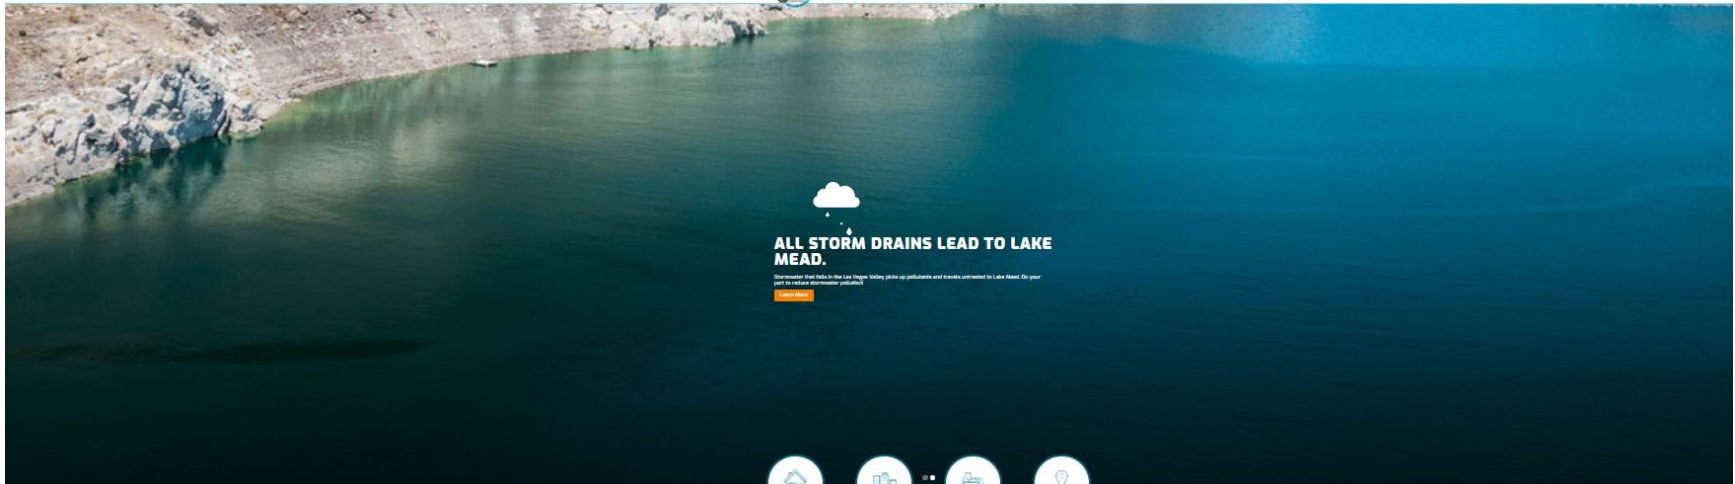 ALL STORM DRAINS LEAD TO LAKE
MEAD.
Stormwater that falls in the Las Vegas Valley picks up pollutants and travels untreated to Lake Mead. Do your
part to reduce stormwater pollution!
Learn More